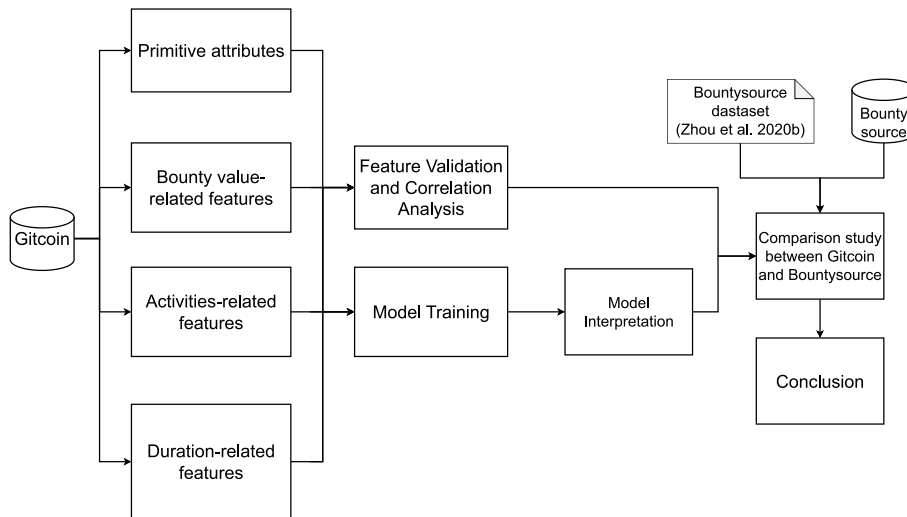 Gitcoin
Primitive attributes
Bounty value-
related features
Activities-related
features
Duration-related
features
Feature Validation
and Correlation
Analysis
Model Training
Model
Interpretation
Bountysource
dastaset
(Zhou et al. 2020b)
Bounty
source
Comparison study
between Gitcoin
and Bountysource
Conclusion